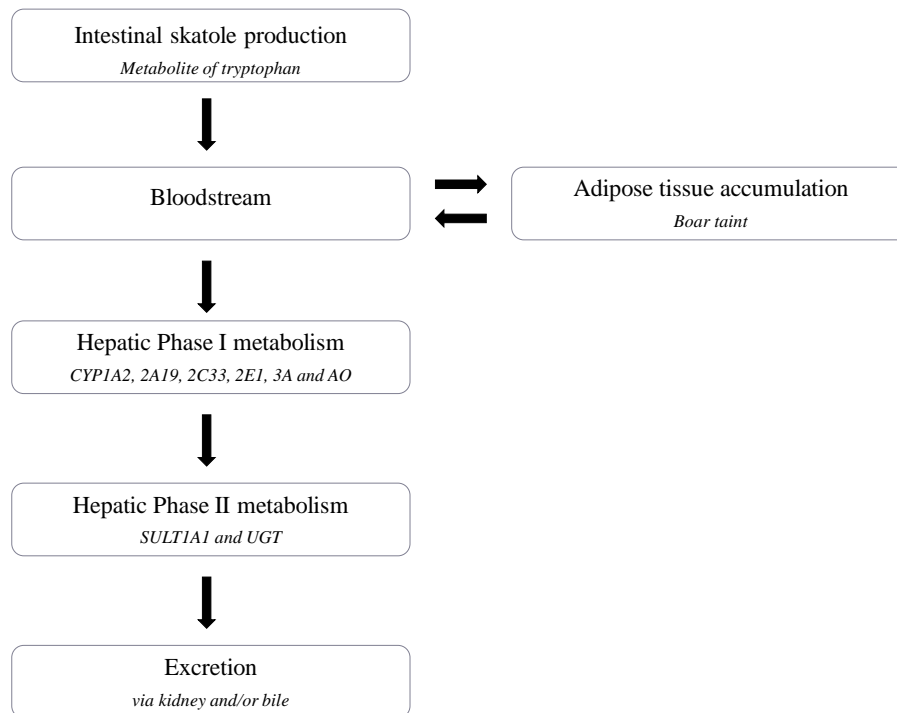 Intestinal skatole production
Metabolite of tryptophan
Bloodstream
Adipose tissue accumulation
Boar taint
Hepatic Phase I metabolism
CYP1A2, 2A19, 2C33, 2E1, 3A and AO
Hepatic Phase II metabolism
SULT1A1 and UGT
Excretion
via kidney and/or bile